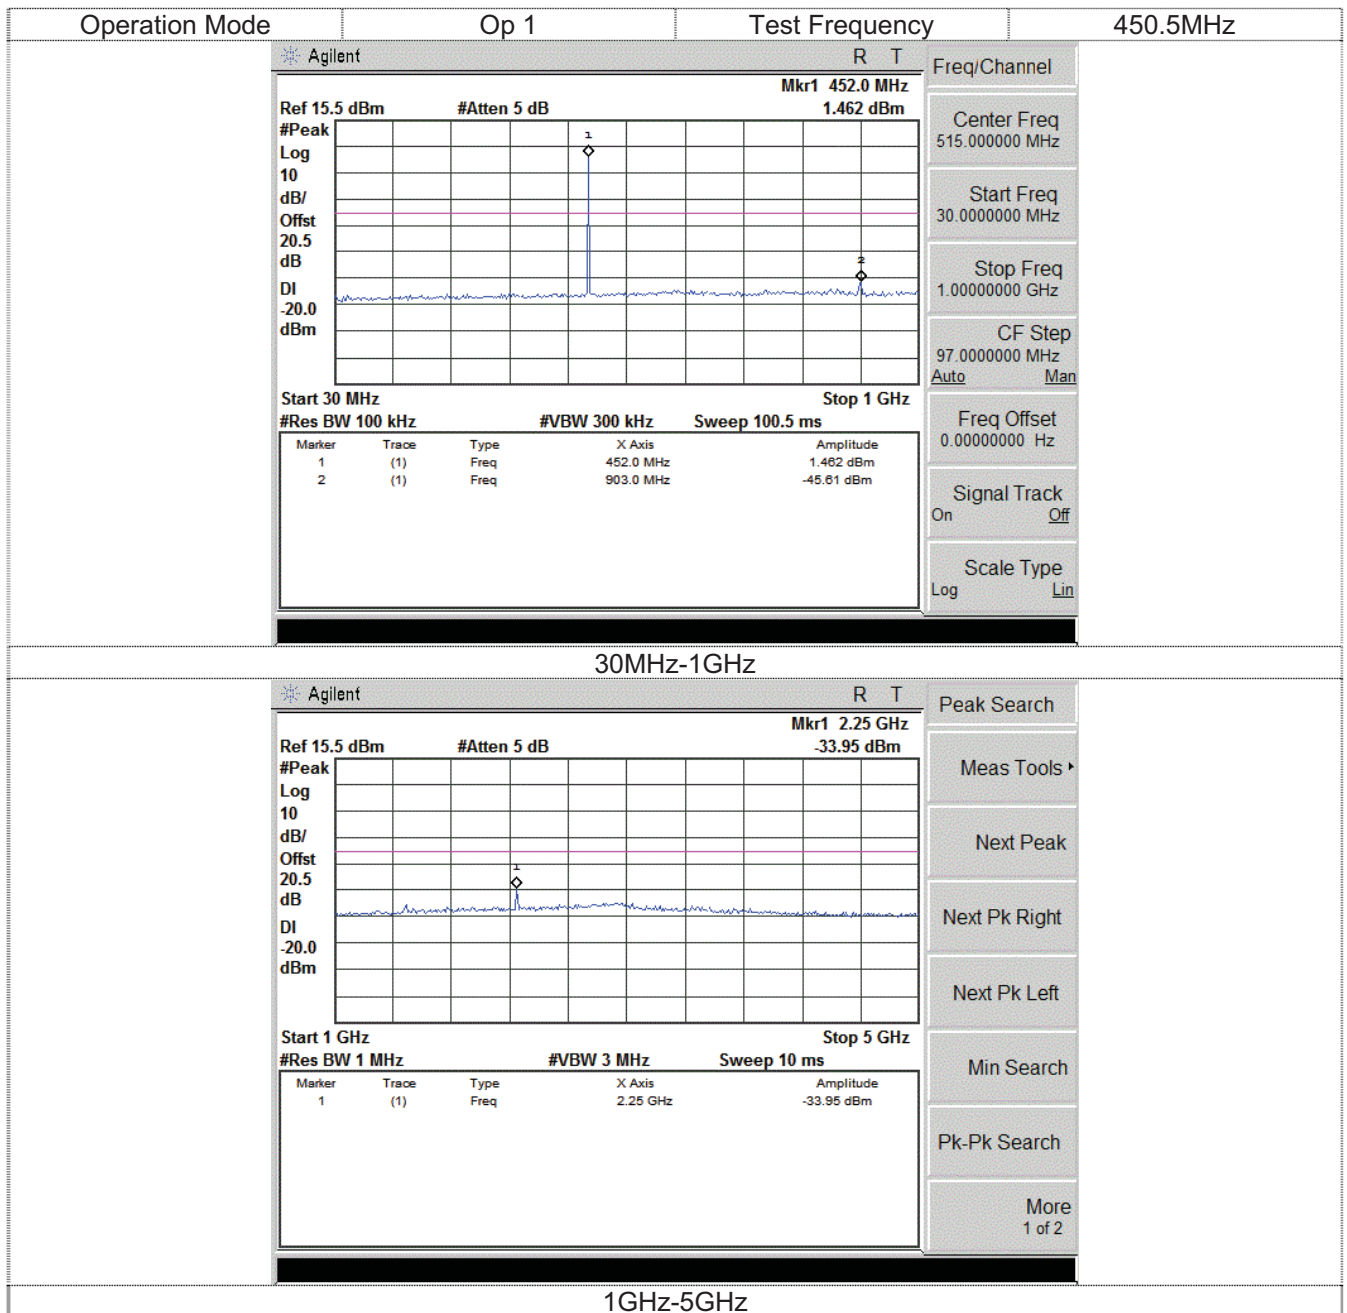 Operation Mode Op 1 Test Frequency 450.5MHz
Agilent R T
Freq/Channel
Mkr1 452.0 MHz
Ref 15.5 dBm #Atten 5 dB 1.462 dBm
#Peak
Log
10
dB/
Offst
20.5
dB
DI
-20.0
dBm
1
2
Center Freq
515.000000 MHz
Start Freq
30.0000000 MHz
Stop Freq
1.00000000 GHz
CF Step
97.0000000 MHz
Auto Man
Freq Offset
0.00000000 Hz
Signal Track
On Off
Scale Type
Log Lin
Start 30 MHz Stop 1 GHz
#Res BW 100 kHz #VBW 300 kHz Sweep 100.5 ms
Marker Trace Type X Axis Amplitude
1 (1) Freq 452.0 MHz 1.462 dBm
2 (1) Freq 903.0 MHz -45.61 dBm
30MHz-1GHz
Agilent R T
Peak Search
Mkr1 2.25 GHz
Ref 15.5 dBm #Atten 5 dB -33.95 dBm
#Peak
Log
10
dB/
Offst
20.5
dB
DI
-20.0
dBm
1
Meas Tools
Next Peak
Next Pk Right
Next Pk Left
Min Search
Pk-Pk Search
More
1 of 2
Start 1 GHz Stop 5 GHz
#Res BW 1 MHz #VBW 3 MHz Sweep 10 ms
Marker Trace Type X Axis Amplitude
1 (1) Freq 2.25 GHz -33.95 dBm
1GHz-5GHz